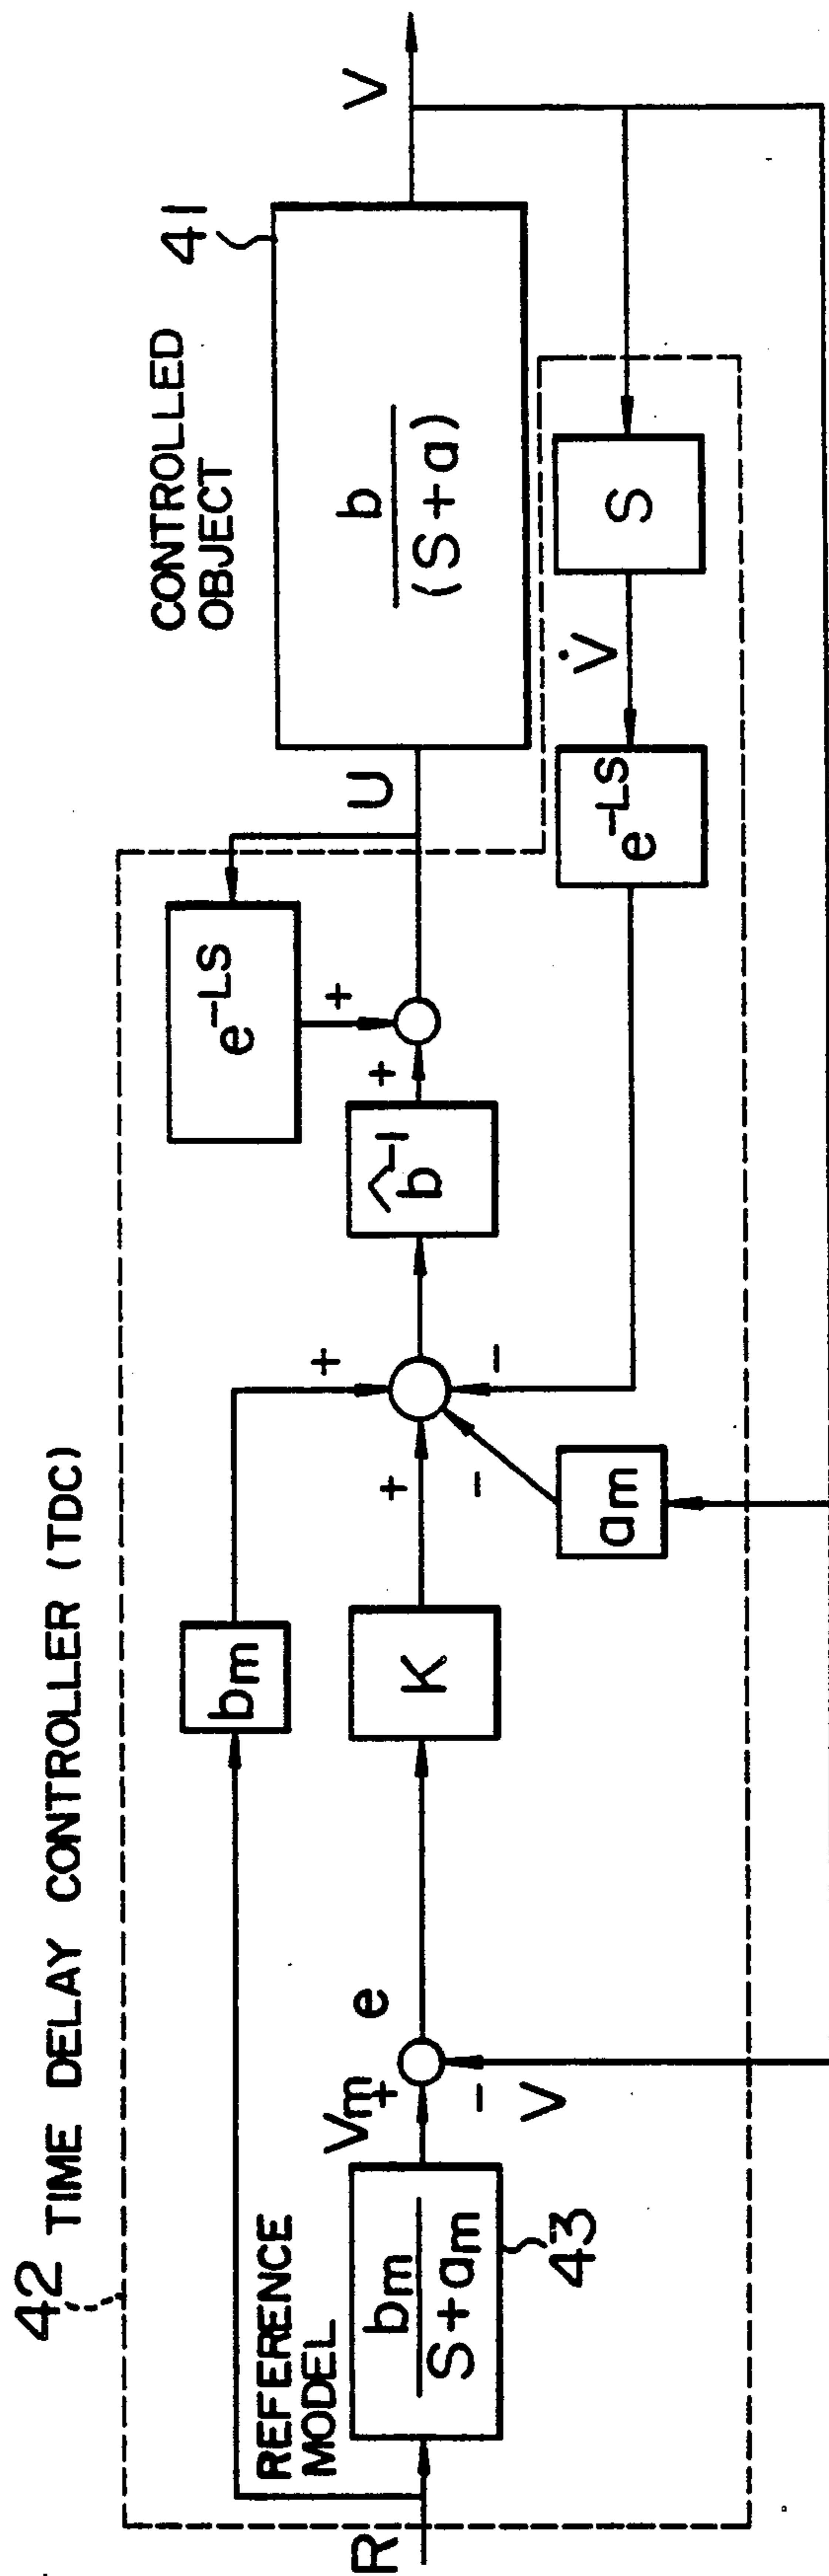 42 TIME DELAY CONTROLLER (TDC)
CONTROLLED
OBJECT
41
b
(S+a)
V
U
e^-LS
+
+
b̂^-1
bm
+
+
-
-
K
am
S
V̇
e^-LS
REFERENCE
MODEL
R
bm
S+am
43
Vm
+
-
V
e